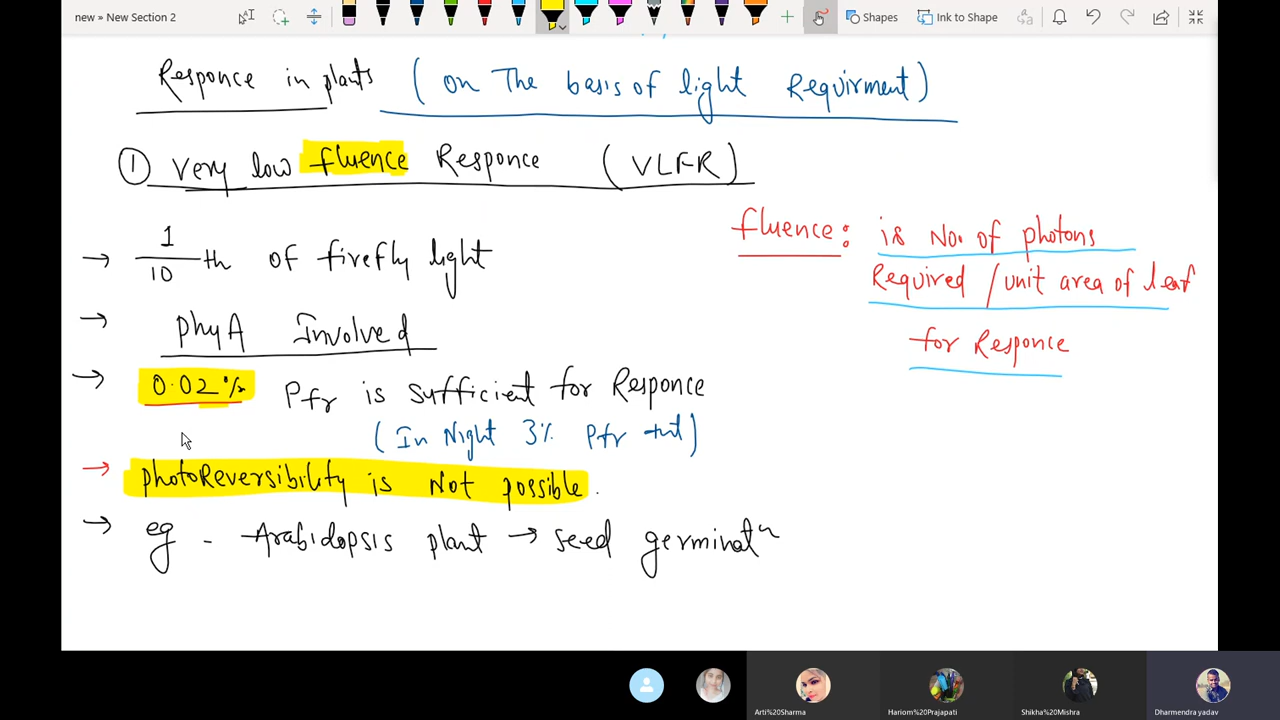 new » New Section 2
Shapes
Ink to Shape
Responce in plants (on The basis of light Requirment)
① Very low fluence Responce (VLFR)
fluence: is No. of photons
Required / unit area of leaf
for Responce
→ 1/10 th of firefly light
→ PhyA Involved
→ 0.02% Pfr is sufficient for Responce
(In Night 3% Pfr
→ photoReversibility is Not possible.
→ eg - Arabidopsis plant → seed germinatn
Arti%20Sharma
Hariom%20Prajapati
Shikha%20Mishra
Dharmendra yadav